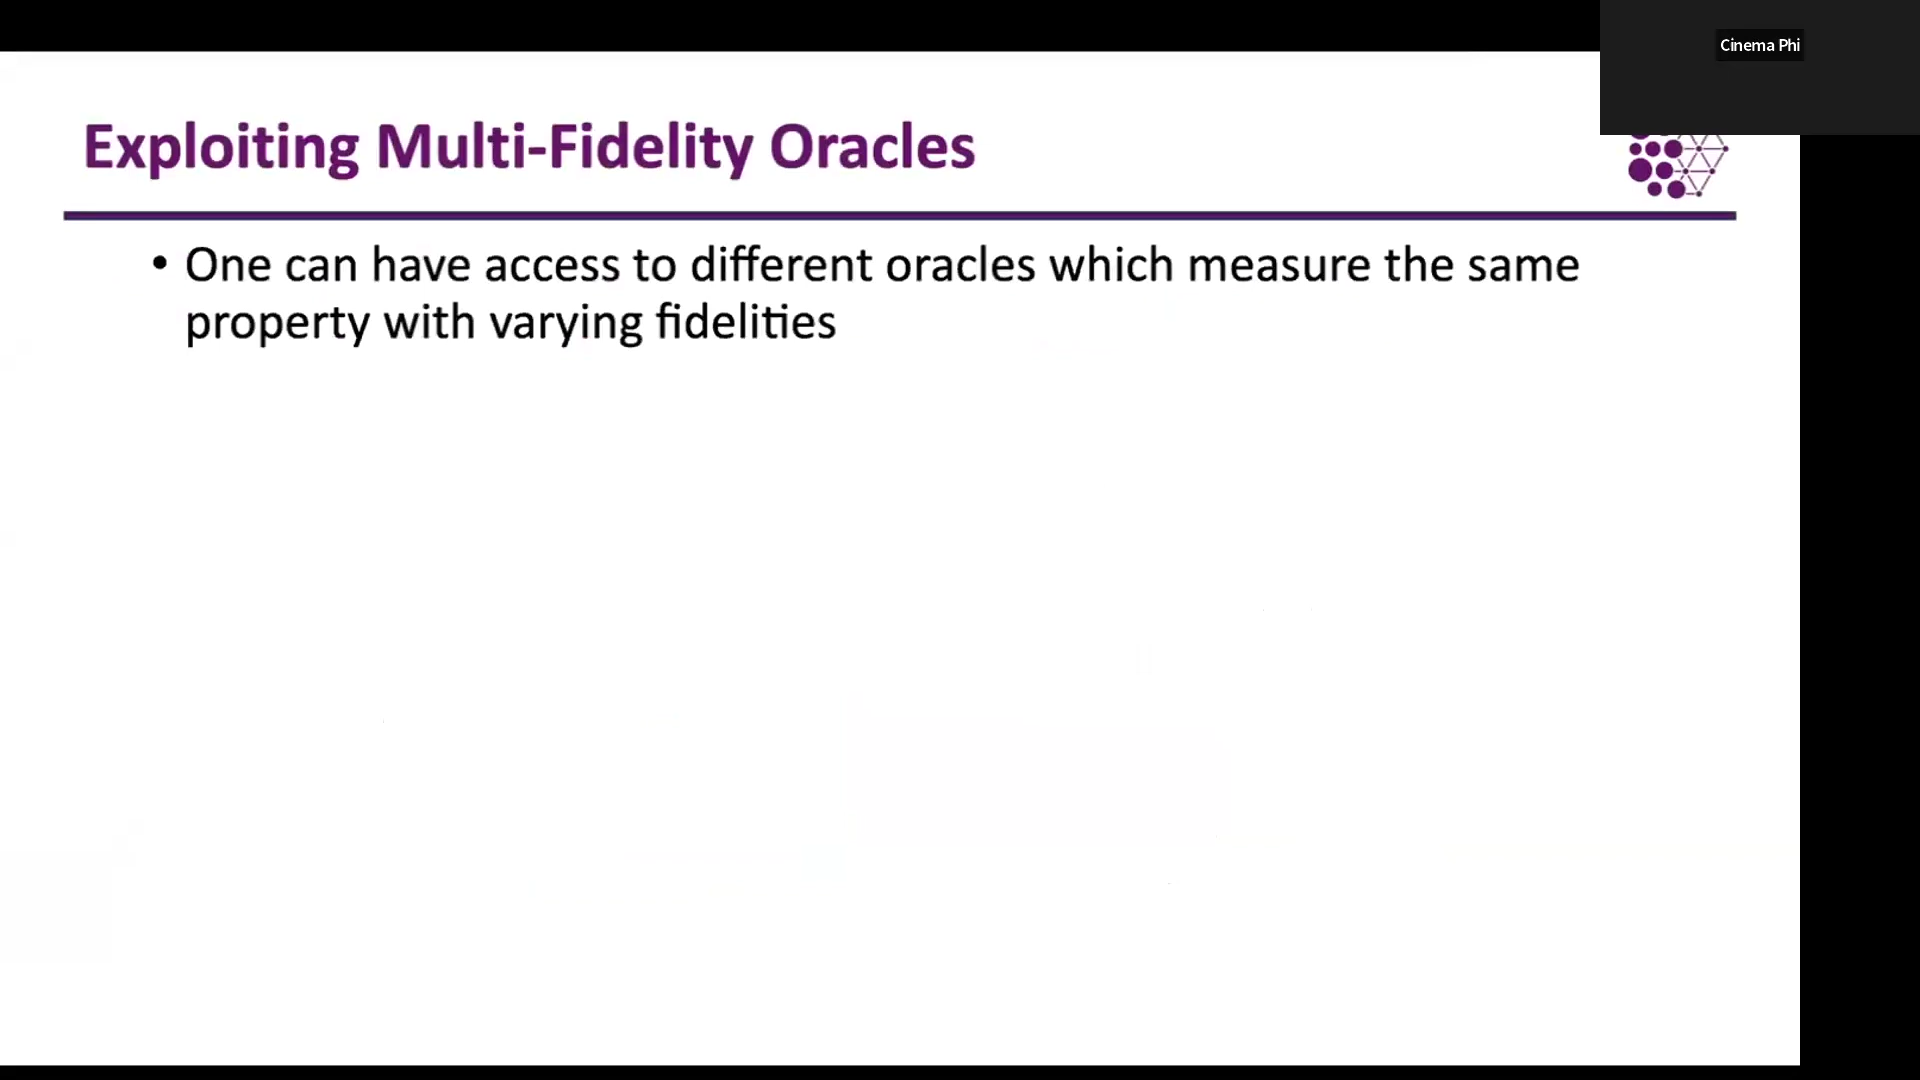 Cinema Phi
Exploiting Multi-Fidelity Oracles
• One can have access to different oracles which measure the same
property with varying fidelities